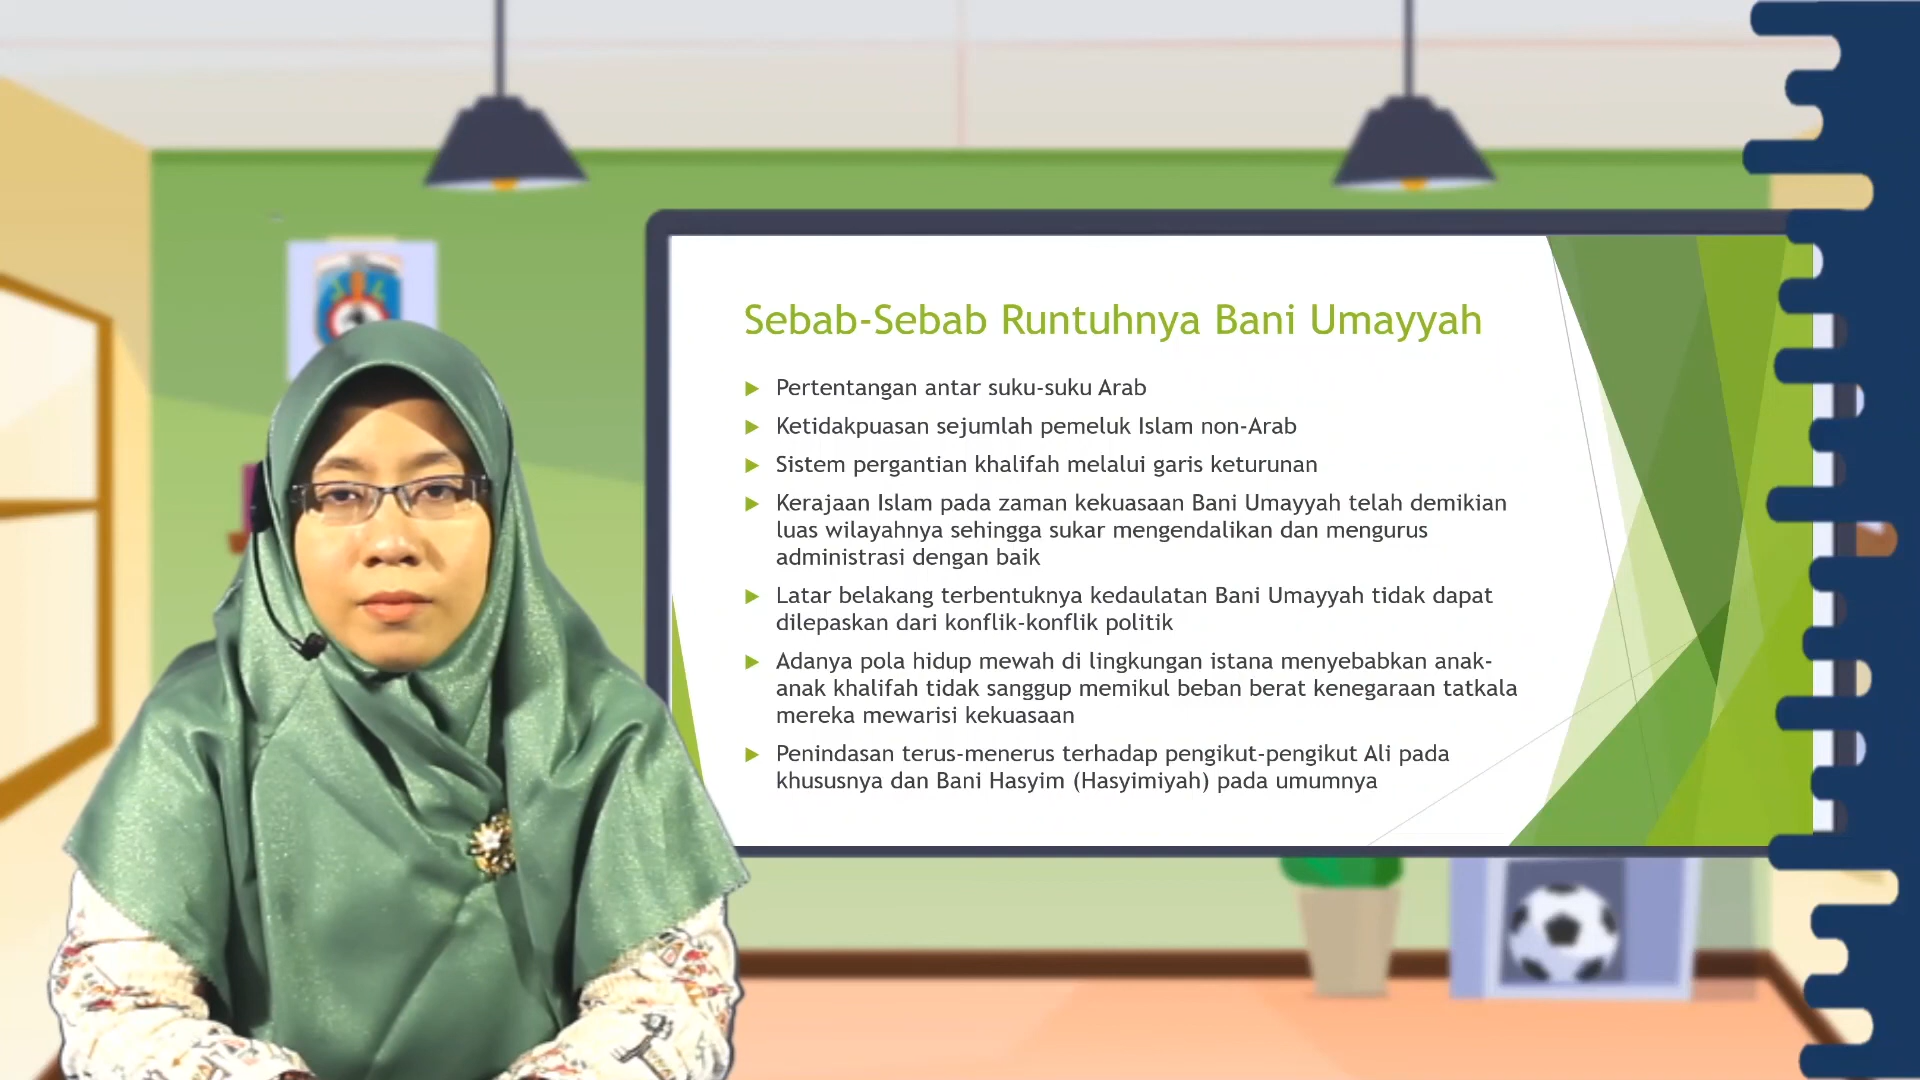 Sebab-Sebab Runtuhnya Bani Umayyah
Pertentangan antar suku-suku Arab
Ketidakpuasan sejumlah pemeluk Islam non-Arab
Sistem pergantian khalifah melalui garis keturunan
Kerajaan Islam pada zaman kekuasaan Bani Umayyah telah demikian
luas wilayahnya sehingga sukar mengendalikan dan mengurus
administrasi dengan baik
Latar belakang terbentuknya kedaulatan Bani Umayyah tidak dapat
dilepaskan dari konflik-konflik politik
Adanya pola hidup mewah di lingkungan istana menyebabkan anak-
anak khalifah tidak sanggup memikul beban berat kenegaraan tatkala
mereka mewarisi kekuasaan
Penindasan terus-menerus terhadap pengikut-pengikut Ali pada
khususnya dan Bani Hasyim (Hasyimiyah) pada umumnya